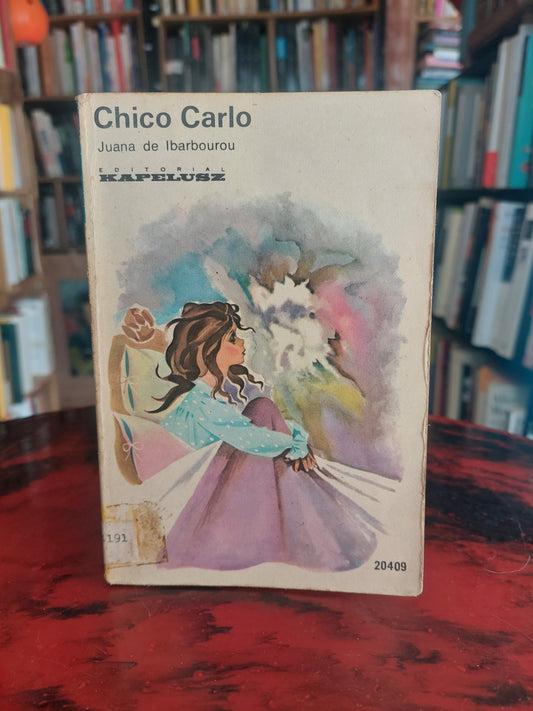 Chico Carlo
Juana de Ibarbourou
EDITORIAL
KAPELUSZ
191
20409